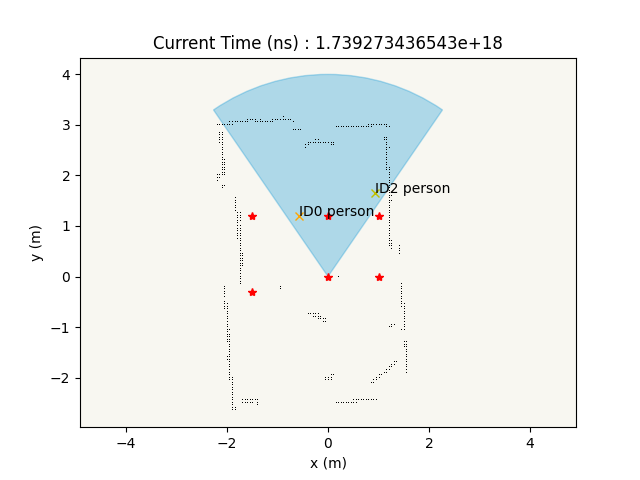 Current Time (ns) : 1.739273436543e+18
4
3
2
1
0
−1
−2
y (m)
ID2 person
ID0 person
−4
−2
0
2
4
x (m)